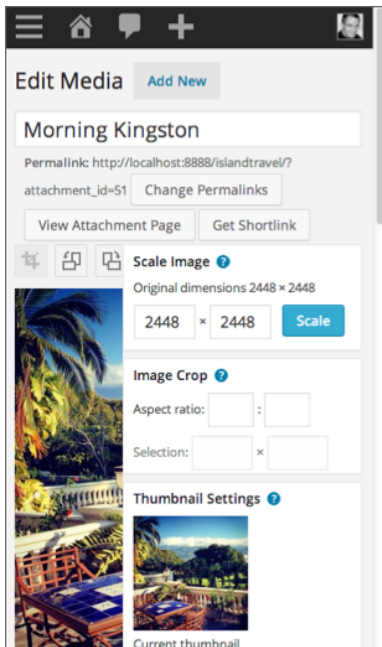 Edit Media Add New
Morning Kingston
Permalink: http://localhost:8888/islandtravel/?
attachment_id=51 Change Permalinks
View Attachment Page Get Shortlink
Scale Image ?
Original dimensions 2448 × 2448
2448 × 2448 Scale
Image Crop ?
Aspect ratio: :
Selection: ×
Thumbnail Settings ?
Current thumbnail